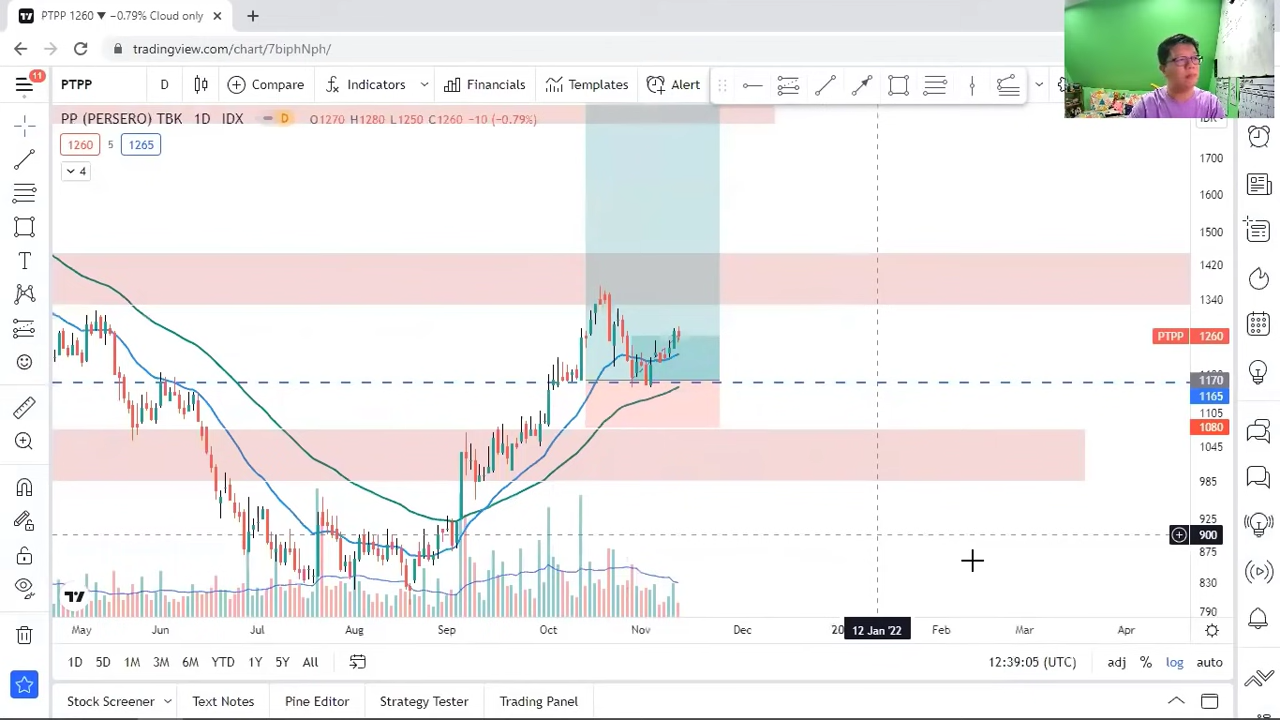 PTPP 1260 ▼ −0.79% Cloud only
tradingview.com/chart/7biphNph/
11
PTPP D Compare Indicators Financials Templates Alert
PP (PERSERO) TBK 1D IDX D O1270 H1280 L1250 C1260 −10 (−0.79%)
1260 5 1265
4
1700
1600
1500
1420
1340
PTPP 1260
1170
1165
1105
1080
1045
985
925
900
875
830
790
May Jun Jul Aug Sep Oct Nov Dec 20 12 Jan '22 Feb Mar Apr
1D 5D 1M 3M 6M YTD 1Y 5Y All 12:39:05 (UTC) adj % log auto
Stock Screener Text Notes Pine Editor Strategy Tester Trading Panel